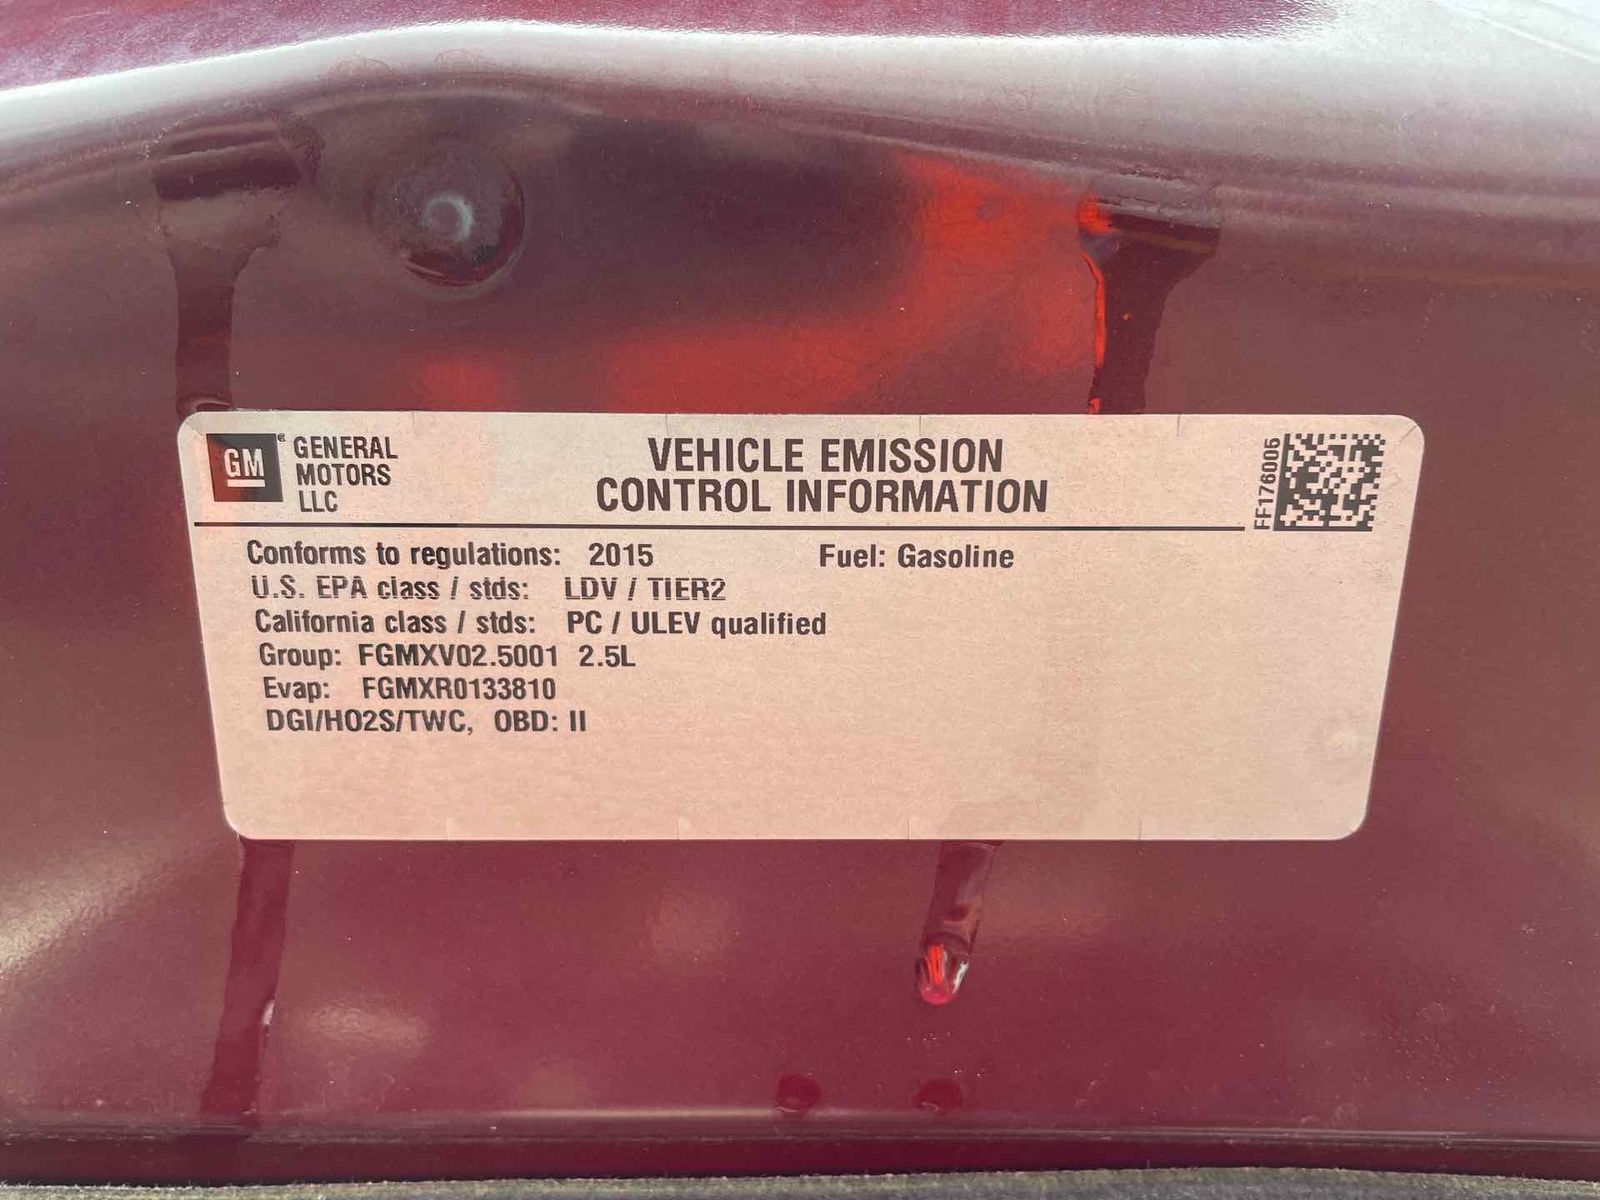 GM
GENERAL
MOTORS
LLC
VEHICLE EMISSION
CONTROL INFORMATION
FF176005
Conforms to regulations: 2015 Fuel: Gasoline
U.S. EPA class / stds: LDV / TIER2
California class / stds: PC / ULEV qualified
Group: FGMXV02.5001 2.5L
Evap: FGMXR0133810
DGI/HO2S/TWC, OBD: II